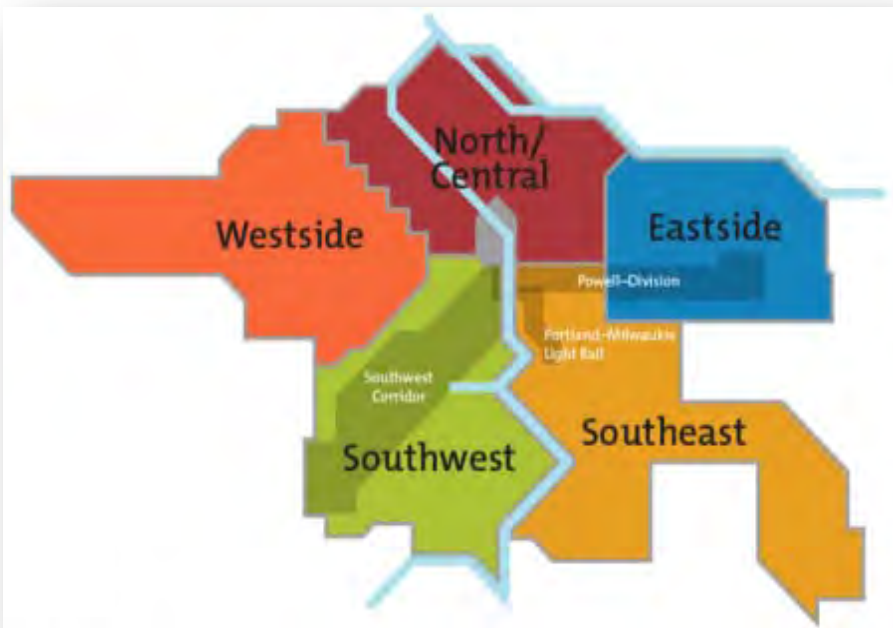 North/
Central
Westside
Eastside
Powell–Division
Portland–Milwaukie
Light Rail
Southwest
Corridor
Southeast
Southwest